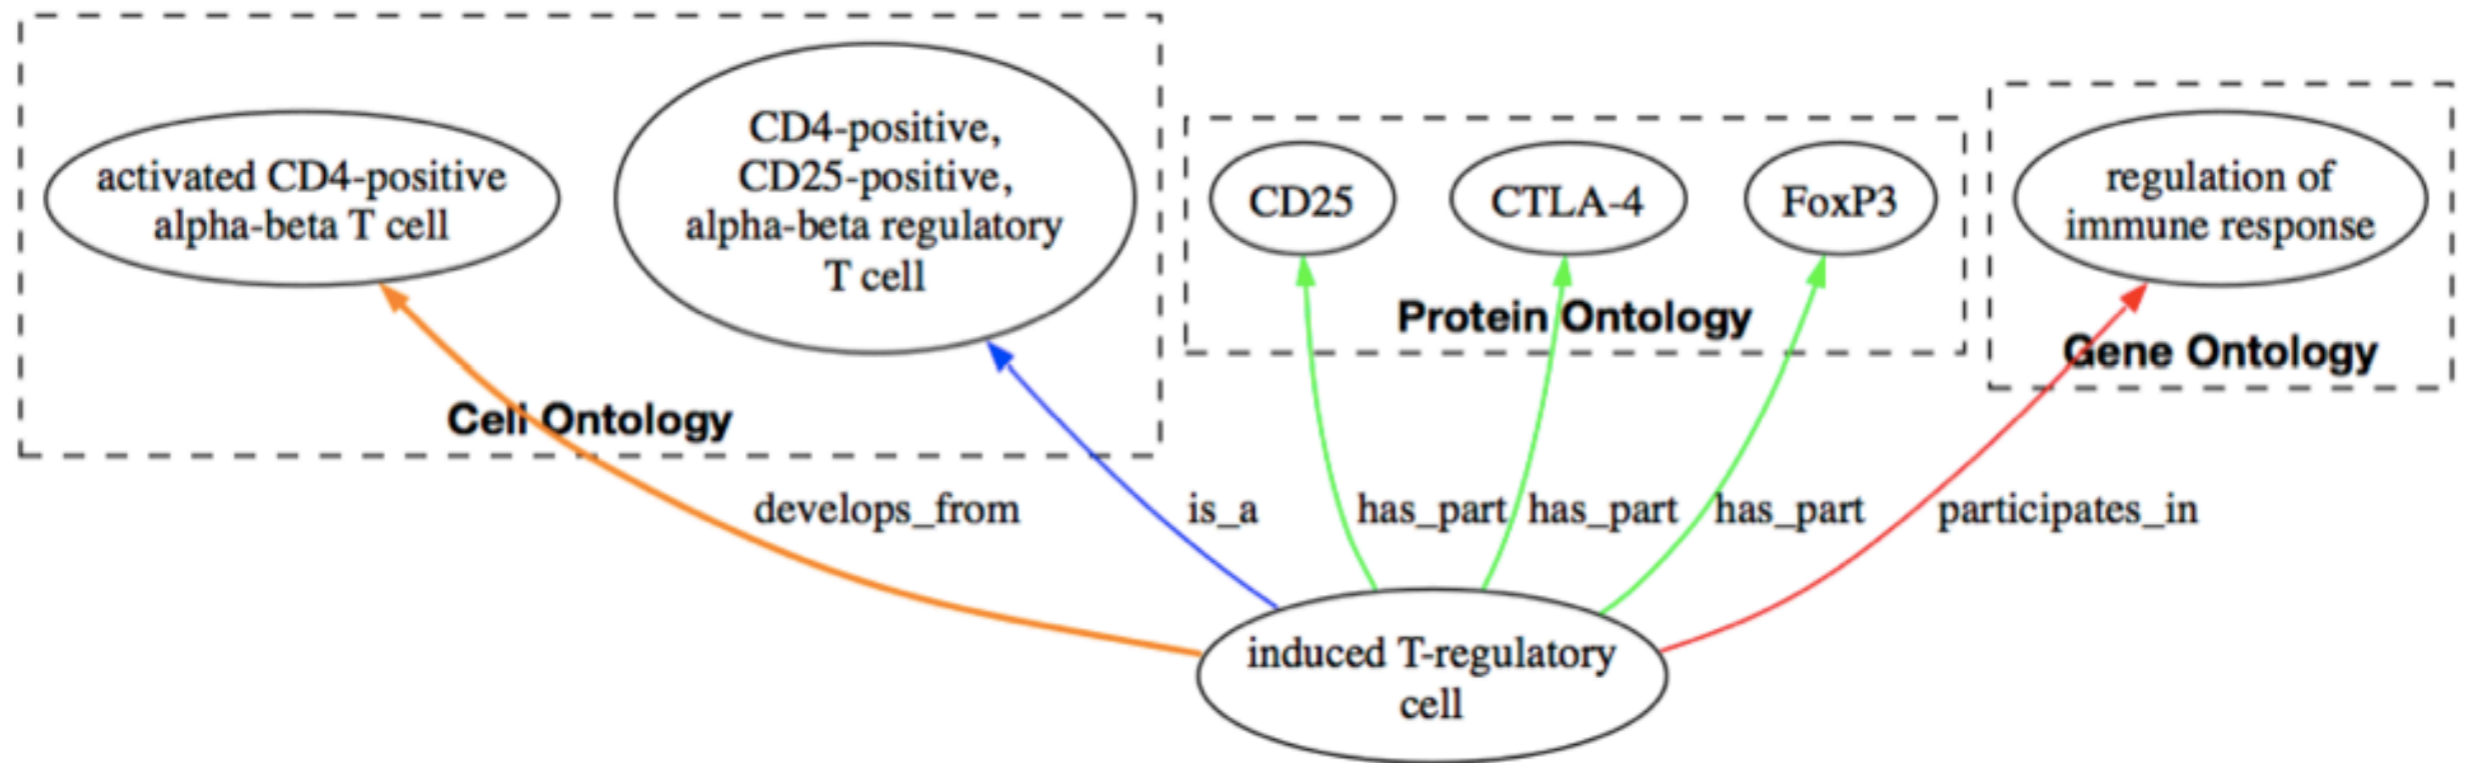 activated CD4-positive
alpha-beta T cell
CD4-positive,
CD25-positive,
alpha-beta regulatory
T cell
Cell Ontology
CD25
CTLA-4
FoxP3
Protein Ontology
regulation of
immune response
Gene Ontology
develops_from
is_a
has_part
has_part
has_part
participates_in
induced T-regulatory
cell